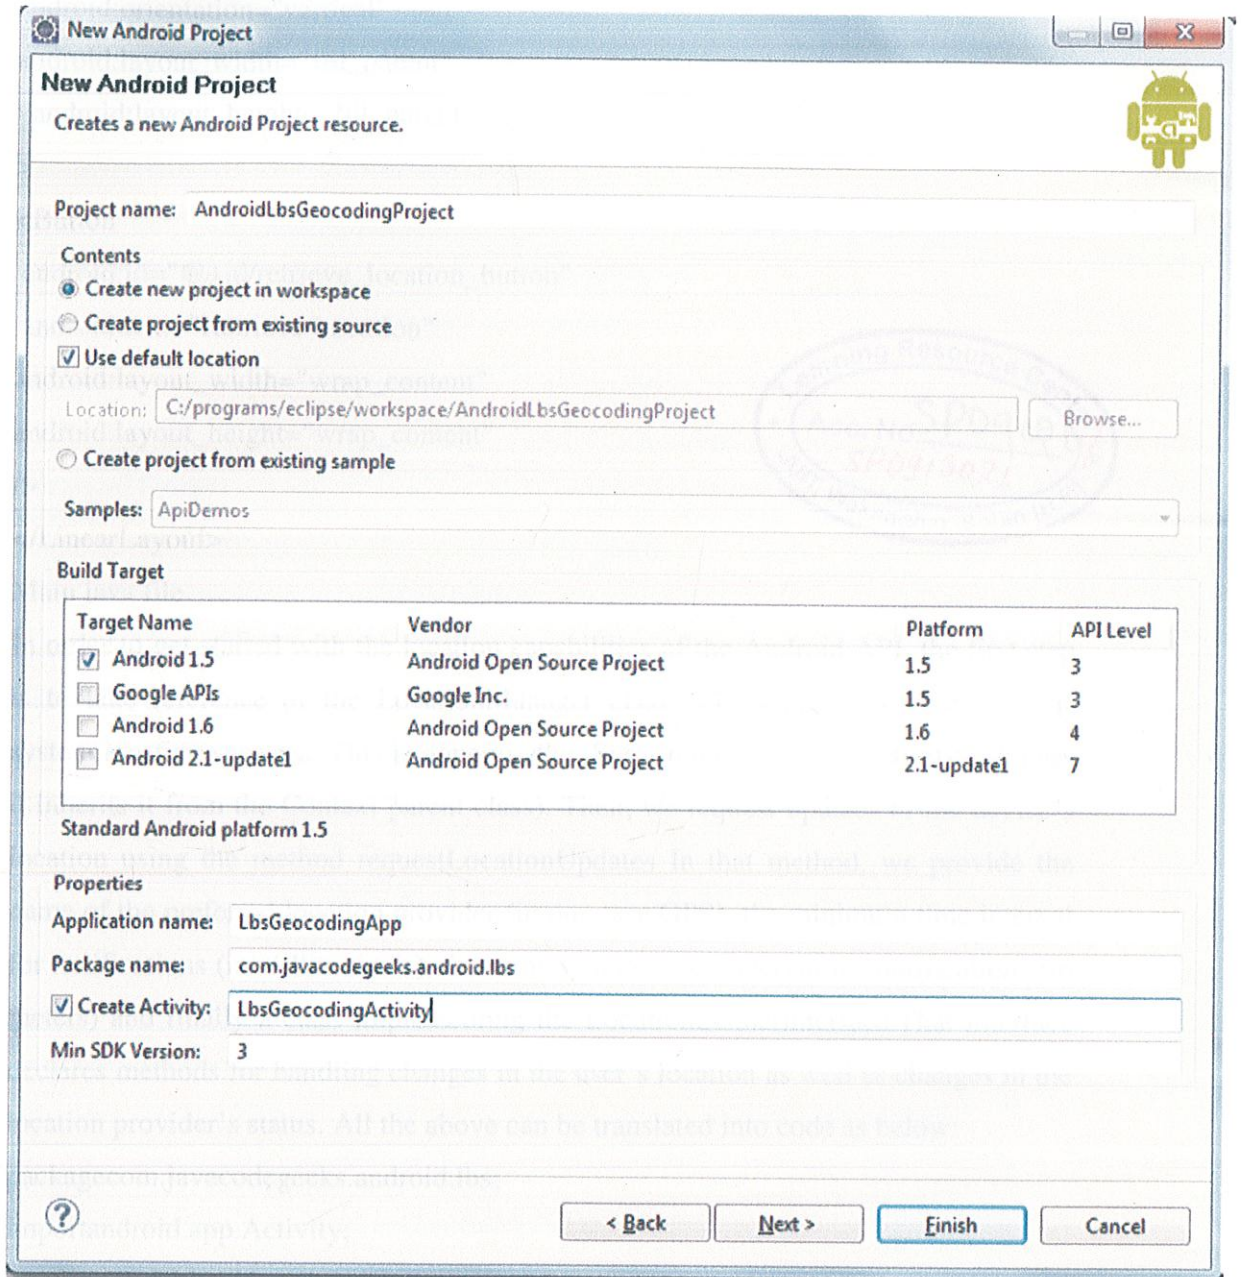 New Android Project
New Android Project
Creates a new Android Project resource.
Project name: AndroidLbsGeocodingProject
Contents
Create new project in workspace
Create project from existing source
Use default location
Location: C:/programs/eclipse/workspace/AndroidLbsGeocodingProject Browse...
Create project from existing sample
Samples: ApiDemos
Build Target
Target Name Vendor Platform API Level
Android 1.5 Android Open Source Project 1.5 3
Google APIs Google Inc. 1.5 3
Android 1.6 Android Open Source Project 1.6 4
Android 2.1-update1 Android Open Source Project 2.1-update1 7
Standard Android platform 1.5
Properties
Application name: LbsGeocodingApp
Package name: com.javacodegeeks.android.lbs
Create Activity: LbsGeocodingActivity
Min SDK Version: 3
< Back Next > Finish Cancel